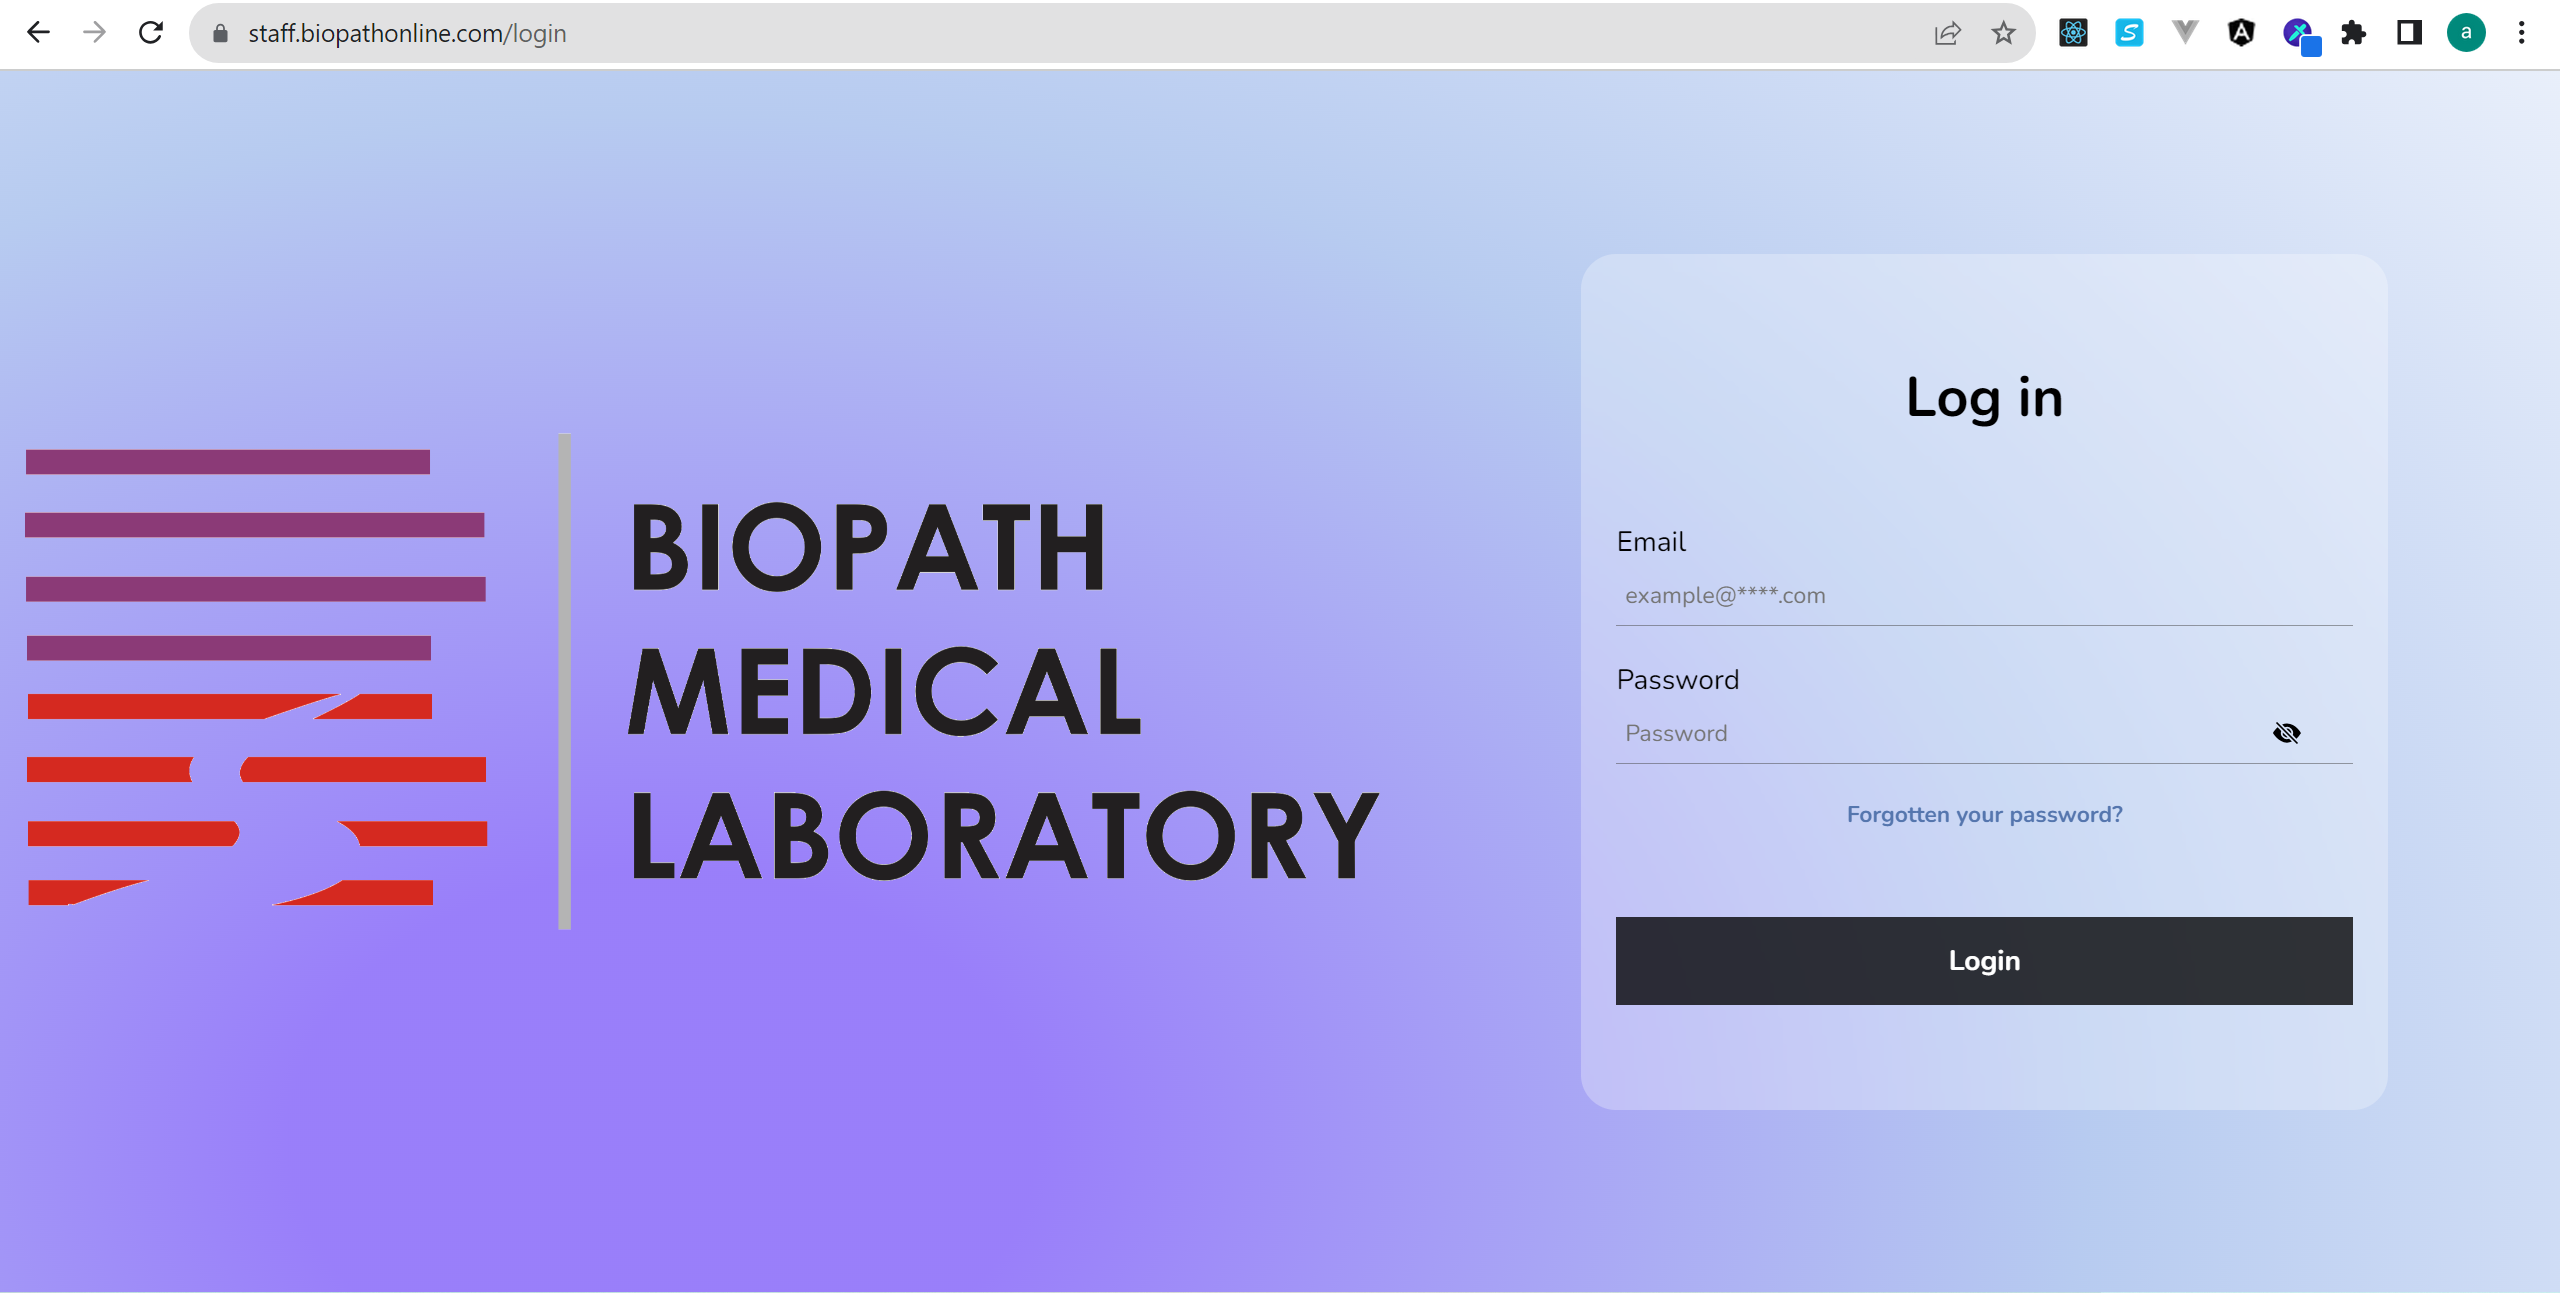 staff.biopathonline.com/login
a
BIOPATH
MEDICAL
LABORATORY
Log in
Email
example@****.com
Password
Password
Forgotten your password?
Login